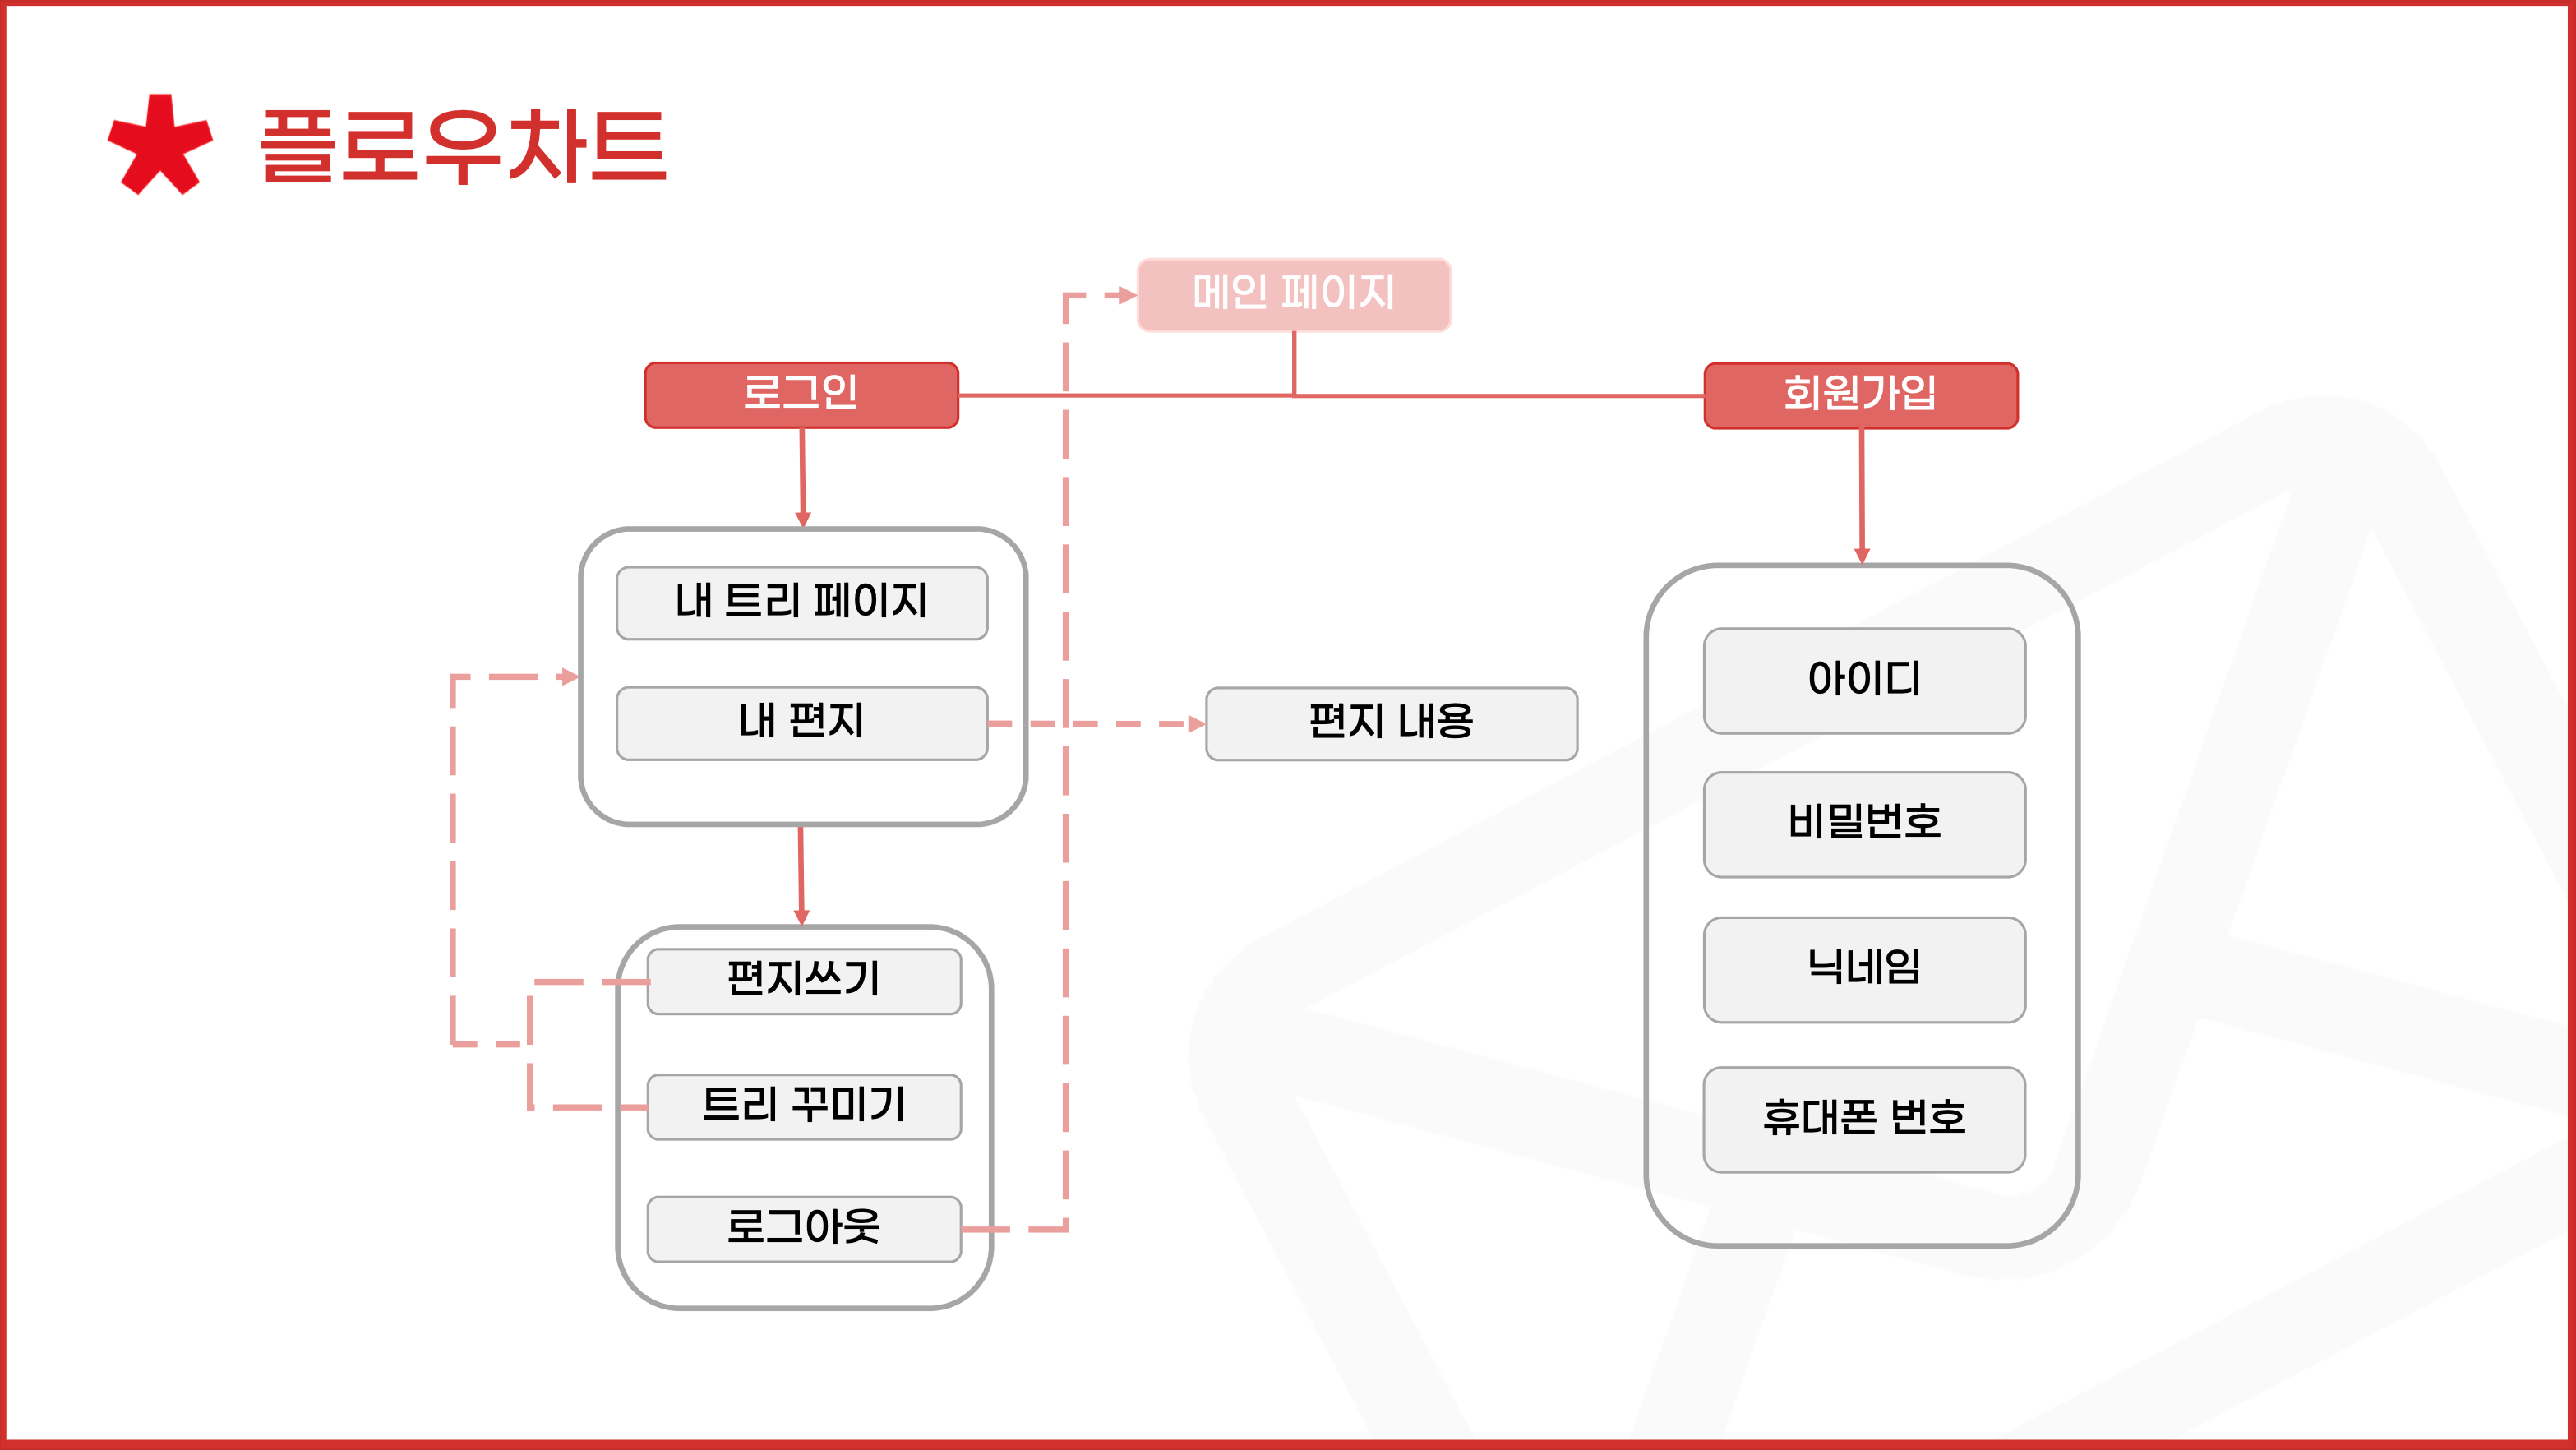 플로우차트
메인 페이지
로그인
회원가입
내 트리 페이지
내 편지
편지 내용
편지쓰기
트리 꾸미기
로그아웃
아이디
비밀번호
닉네임
휴대폰 번호